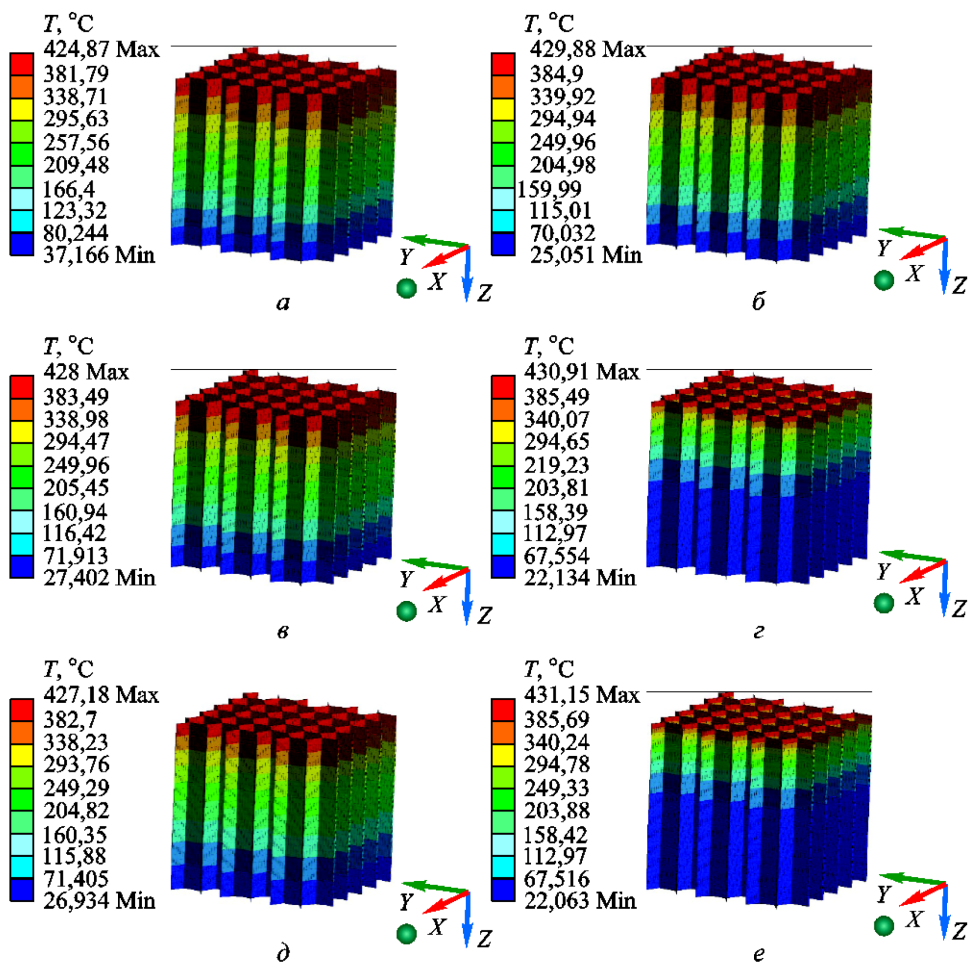 T, °C
424,87 Max
381,79
338,71
295,63
257,56
209,48
166,4
123,32
80,244
37,166 Min
Y
X
Z
а
T, °C
429,88 Max
384,9
339,92
294,94
249,96
204,98
159,99
115,01
70,032
25,051 Min
Y
X
Z
б
T, °C
428 Max
383,49
338,98
294,47
249,96
205,45
160,94
116,42
71,913
27,402 Min
Y
X
Z
в
T, °C
430,91 Max
385,49
340,07
294,65
219,23
203,81
158,39
112,97
67,554
22,134 Min
Y
X
Z
г
T, °C
427,18 Max
382,7
338,23
293,76
249,29
204,82
160,35
115,88
71,405
26,934 Min
Y
X
Z
д
T, °C
431,15 Max
385,69
340,24
294,78
249,33
203,88
158,42
112,97
67,516
22,063 Min
Y
X
Z
е